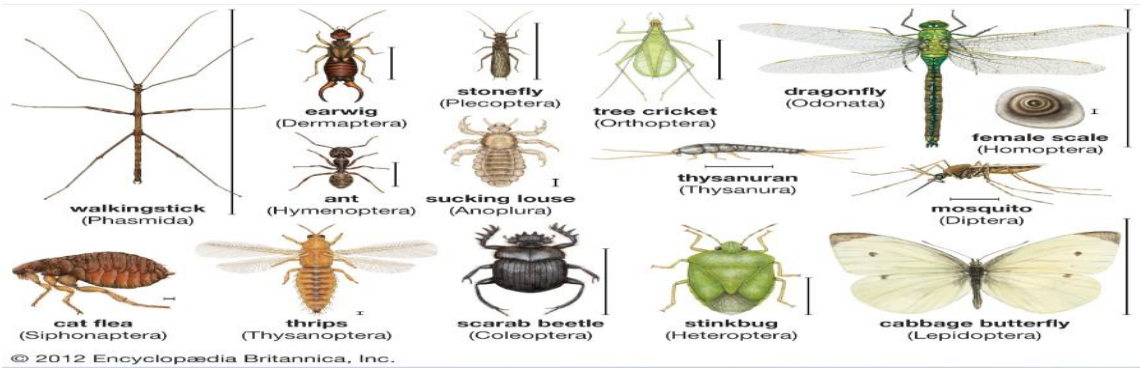 earwig
(Dermaptera)
stonefly
(Plecoptera)
tree cricket
(Orthoptera)
dragonfly
(Odonata)
female scale
(Homoptera)
walkingstick
(Phasmida)
ant
(Hymenoptera)
sucking louse
(Anoplura)
thysanuran
(Thysanura)
mosquito
(Diptera)
cat flea
(Siphonaptera)
thrips
(Thysanoptera)
scarab beetle
(Coleoptera)
stinkbug
(Heteroptera)
cabbage butterfly
(Lepidoptera)
© 2012 Encyclopædia Britannica, Inc.